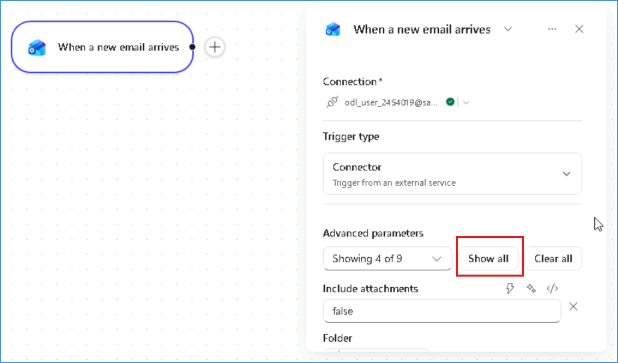 When a new email arrives
When a new email arrives
Connection *
odl_user_2454019@sa...
Trigger type
Connector
Trigger from an external service
Advanced parameters
Showing 4 of 9
Show all
Clear all
Include attachments
false
Folder